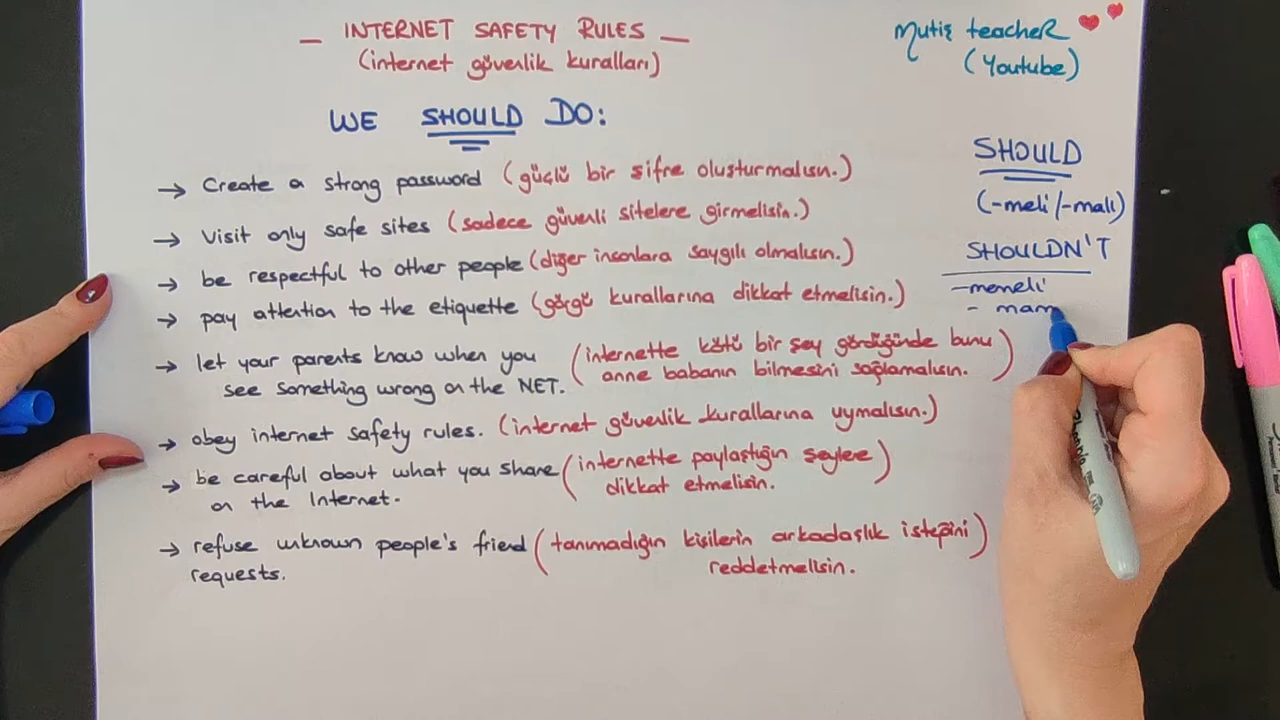 — INTERNET SAFETY RULES —
(internet güvenlik kuralları)
Mutiş teacheR
(Youtube)
WE SHOULD DO:
→ Create a strong password (güçlü bir şifre oluşturmalısın.)
→ Visit only safe sites (sadece güvenli sitelere girmelisin.)
→ be respectful to other people (diğer insanlara saygılı olmalısın.)
→ pay attention to the etiquette (görgü kurallarına dikkat etmelisin.)
→ let your parents know when you (internette kötü bir şey gördüğünde bunu
see something wrong on the NET. anne babanın bilmesini sağlamalısın.)
→ obey internet safety rules. (internet güvenlik kurallarına uymalısın.)
→ be careful about what you share (internette paylaştığın şeylere
on the Internet. dikkat etmelisin.)
→ refuse unknown people's friend (tanımadığın kişilerin arkadaşlık isteğini
requests. reddetmelisin.)
SHOULD
(-meli/-malı)
SHOULDN'T
-memeli
- mam